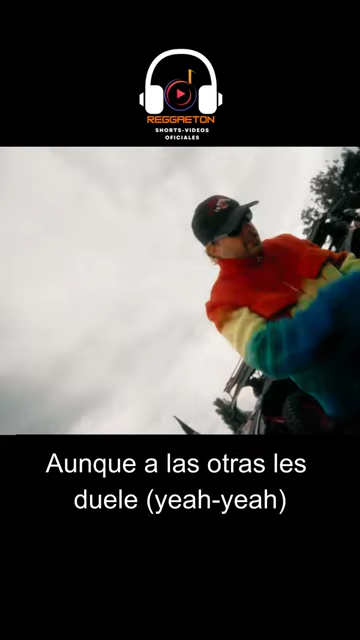 REGGAETON
SHORTS-VIDEOS
OFICIALES
Aunque a las otras les
duele (yeah-yeah)